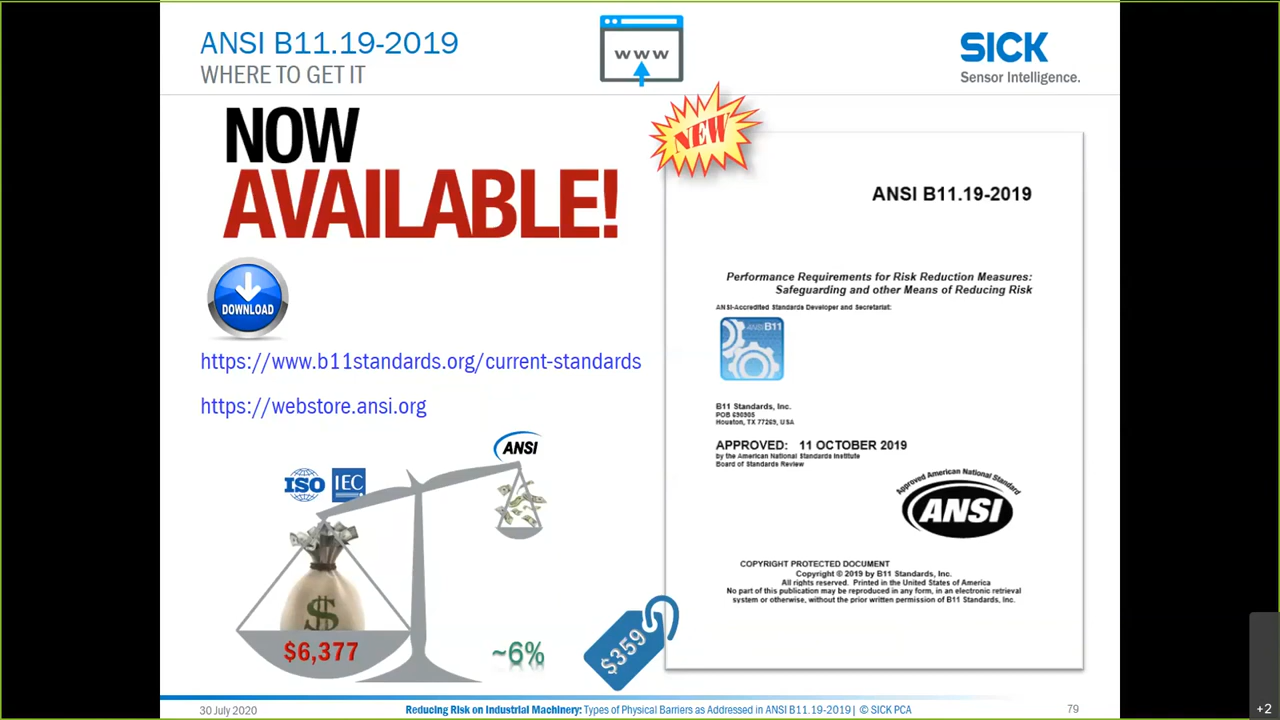 ANSI B11.19-2019
WHERE TO GET IT
www
SICK
Sensor Intelligence.
NOW
AVAILABLE!
NEW
DOWNLOAD
https://www.b11standards.org/current-standards
https://webstore.ansi.org
ANSI
ISO IEC
$
$6,377
~6%
$359
ANSI B11.19-2019
Performance Requirements for Risk Reduction Measures:
Safeguarding and other Means of Reducing Risk
ANSI-Accredited Standards Developer and Secretariat:
ANSI B11
B11 Standards, Inc.
POB 690905
Houston, TX 77269, USA
APPROVED: 11 OCTOBER 2019
by the American National Standards Institute
Board of Standards Review
Approved American National Standard
ANSI
COPYRIGHT PROTECTED DOCUMENT
Copyright © 2019 by B11 Standards, Inc.
All rights reserved. Printed in the United States of America
No part of this publication may be reproduced in any form, in an electronic retrieval
system or otherwise, without the prior written permission of B11 Standards, Inc.
30 July 2020
Reducing Risk on Industrial Machinery: Types of Physical Barriers as Addressed in ANSI B11.19-2019| © SICK PCA
79
+2